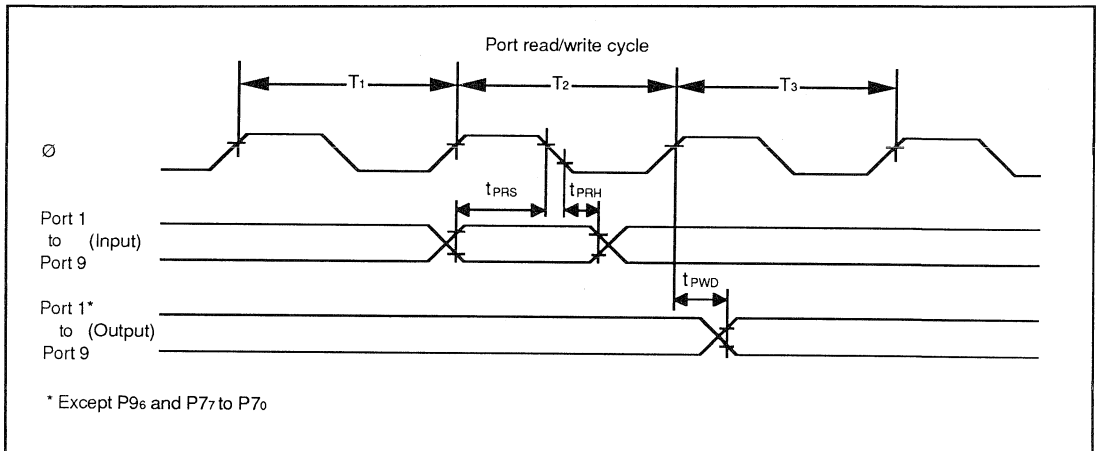 Port read/write cycle
T1 T2 T3
Ø
tPRS tPRH
Port 1
to (Input)
Port 9
tPWD
Port 1*
to (Output)
Port 9
* Except P96 and P77 to P70